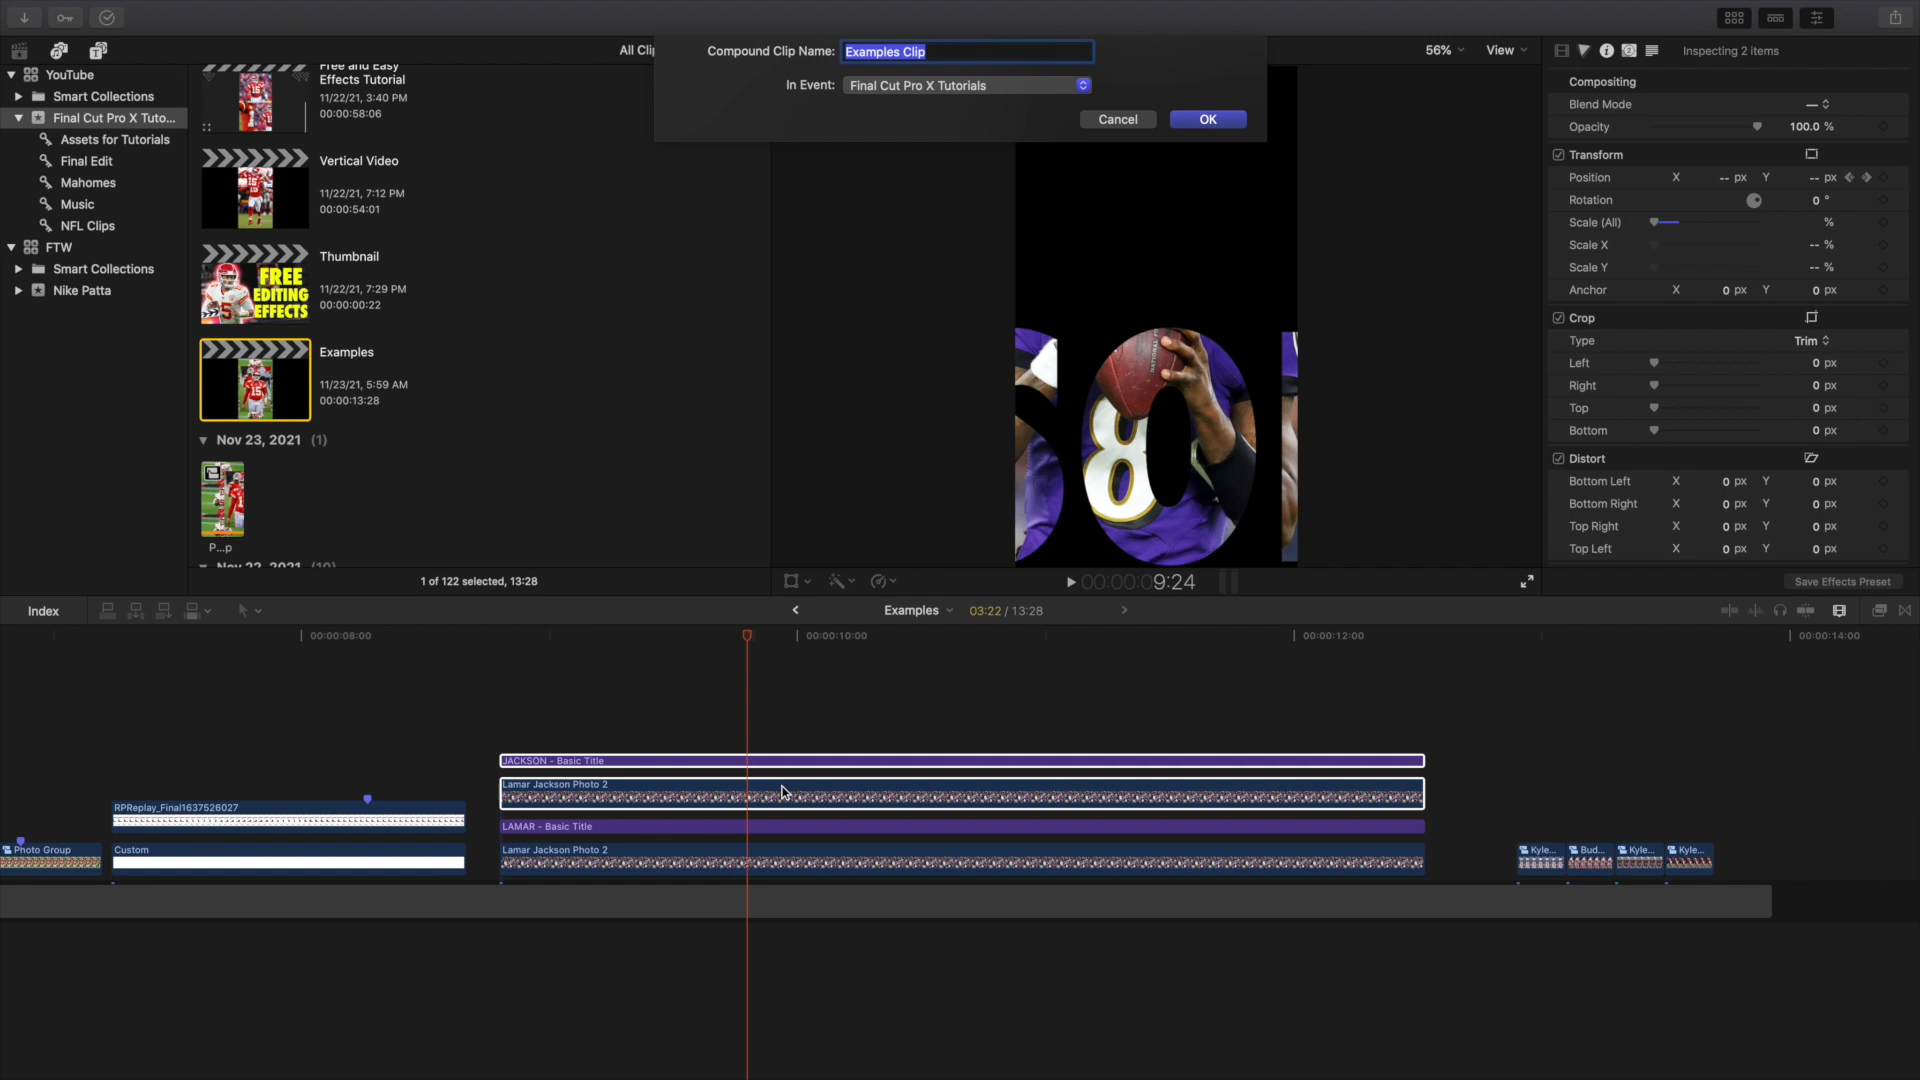 All Clip
Compound Clip Name: Examples Clip
In Event: Final Cut Pro X Tutorials
Cancel
OK
56%
View
Inspecting 2 items
YouTube
Smart Collections
Final Cut Pro X Tuto...
Assets for Tutorials
Final Edit
Mahomes
Music
NFL Clips
FTW
Smart Collections
Nike Patta
Free and Easy
Effects Tutorial
11/22/21, 3:40 PM
00:00:58:06
Vertical Video
11/22/21, 7:12 PM
00:00:54:01
Thumbnail
11/22/21, 7:29 PM
00:00:00:22
FREE
EDITING
EFFECTS
Examples
11/23/21, 5:59 AM
00:00:13:28
Nov 23, 2021 (1)
P...p
Nov 22, 2021 (10)
1 of 122 selected, 13:28
8
00:00:09:24
Compositing
Blend Mode —
Opacity 100.0 %
Transform
Position X -- px Y -- px
Rotation 0 °
Scale (All) %
Scale X -- %
Scale Y -- %
Anchor X 0 px Y 0 px
Crop
Type Trim
Left 0 px
Right 0 px
Top 0 px
Bottom 0 px
Distort
Bottom Left X 0 px Y 0 px
Bottom Right X 0 px Y 0 px
Top Right X 0 px Y 0 px
Top Left X 0 px Y 0 px
Save Effects Preset
Index
Examples
03:22 / 13:28
00:00:08:00
00:00:10:00
00:00:12:00
00:00:14:00
JACKSON - Basic Title
Lamar Jackson Photo 2
RPReplay_Final1637526027
LAMAR - Basic Title
Photo Group
Custom
Lamar Jackson Photo 2
Kyle...
Bud...
Kyle...
Kyle...